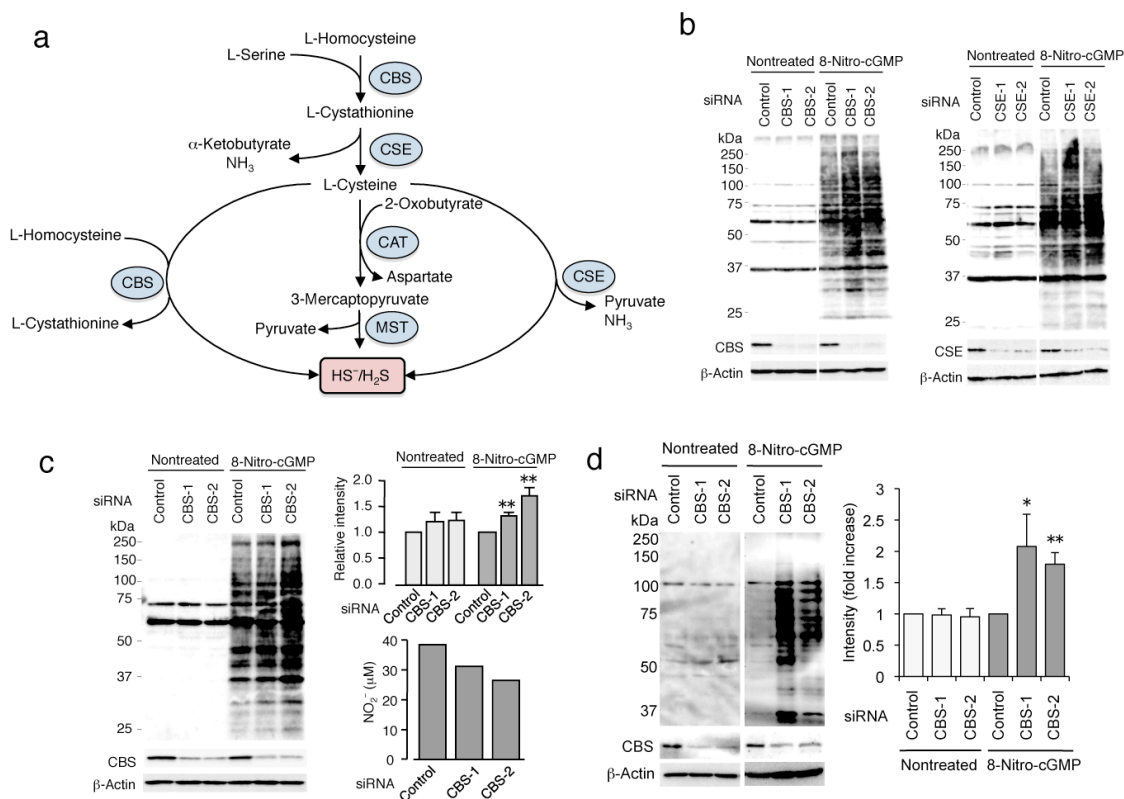 a
L-Homocysteine
L-Serine
CBS
L-Cystathionine
α-Ketobutyrate
NH3
CSE
L-Cysteine
2-Oxobutyrate
L-Homocysteine
CAT
CBS
Aspartate
CSE
3-Mercaptopyruvate
Pyruvate
NH3
L-Cystathionine
Pyruvate
MST
HS⁻/H2S
b
Nontreated 8-Nitro-cGMP
siRNA Control CBS-1 CBS-2 Control CBS-1 CBS-2
kDa
250
150
100
75
50
37
25
CBS
β-Actin
Nontreated 8-Nitro-cGMP
siRNA Control CSE-1 CSE-2 Control CSE-1 CSE-2
kDa
250
150
100
75
50
37
25
CSE
β-Actin
c
Nontreated 8-Nitro-cGMP
siRNA Control CBS-1 CBS-2 Control CBS-1 CBS-2
kDa
250
150
100
75
50
37
25
CBS
β-Actin
Nontreated 8-Nitro-cGMP
Relative intensity
2.0
1.5
1.0
0.5
0.0
** **
siRNA Control CBS-1 CBS-2 Control CBS-1 CBS-2
NO2⁻ (μM)
40
30
20
10
0
siRNA Control CBS-1 CBS-2
d
Nontreated 8-Nitro-cGMP
siRNA Control CBS-1 CBS-2 Control CBS-1 CBS-2
kDa
250
150
100
75
50
37
CBS
β-Actin
Intensity (fold increase)
3
2.5
2
1.5
1
0.5
0
* **
siRNA Control CBS-1 CBS-2 Control CBS-1 CBS-2
Nontreated 8-Nitro-cGMP